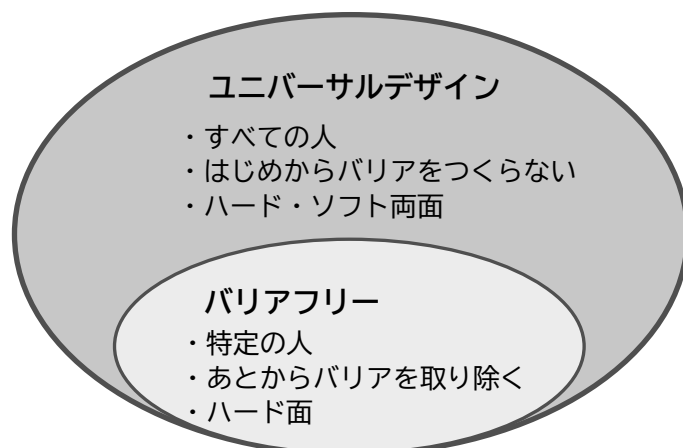 ユニバーサルデザイン
・すべての人
・はじめからバリアをつくらない
・ハード・ソフト両面
バリアフリー
・特定の人
・あとからバリアを取り除く
・ハード面